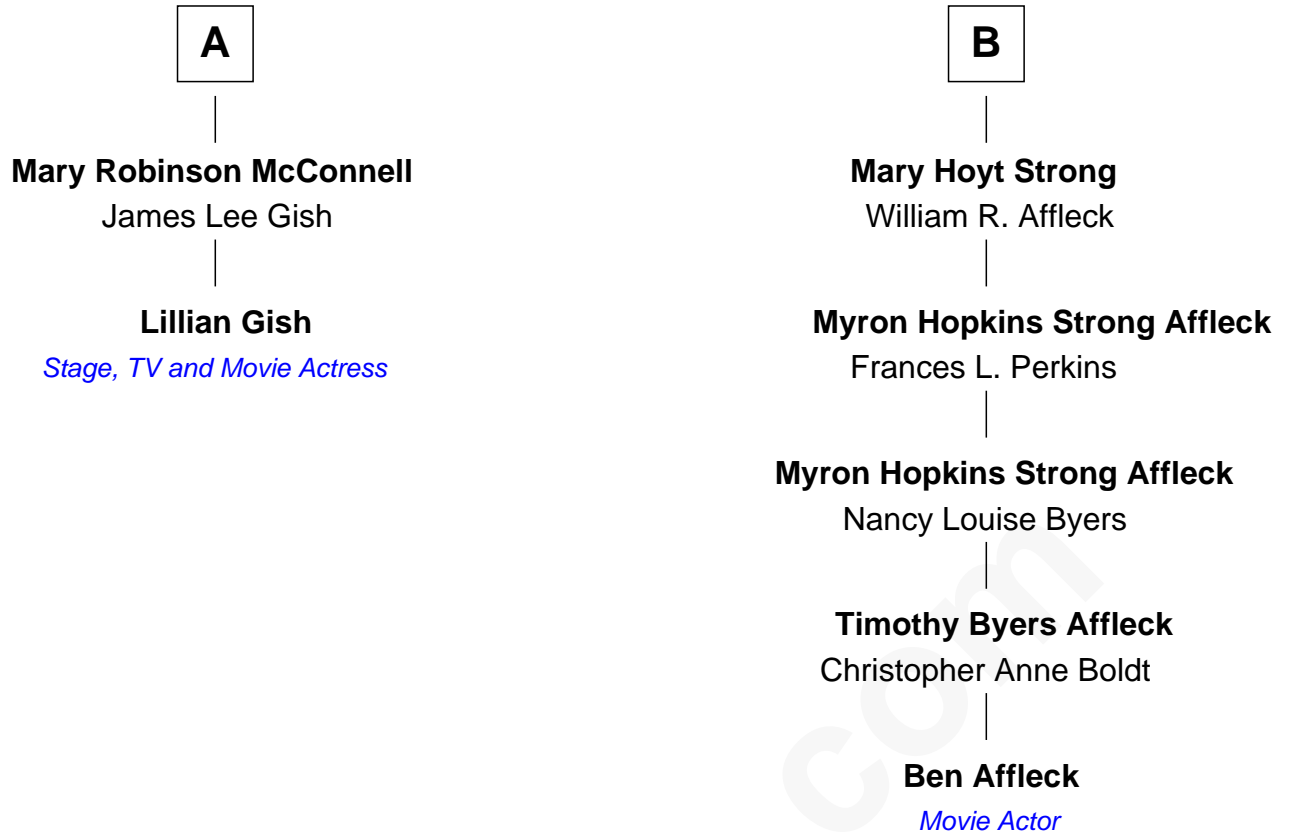 A
Mary Robinson McConnell
James Lee Gish
Lillian Gish
Stage, TV and Movie Actress
B
Mary Hoyt Strong
William R. Affleck
Myron Hopkins Strong Affleck
Frances L. Perkins
Myron Hopkins Strong Affleck
Nancy Louise Byers
Timothy Byers Affleck
Christopher Anne Boldt
Ben Affleck
Movie Actor
com